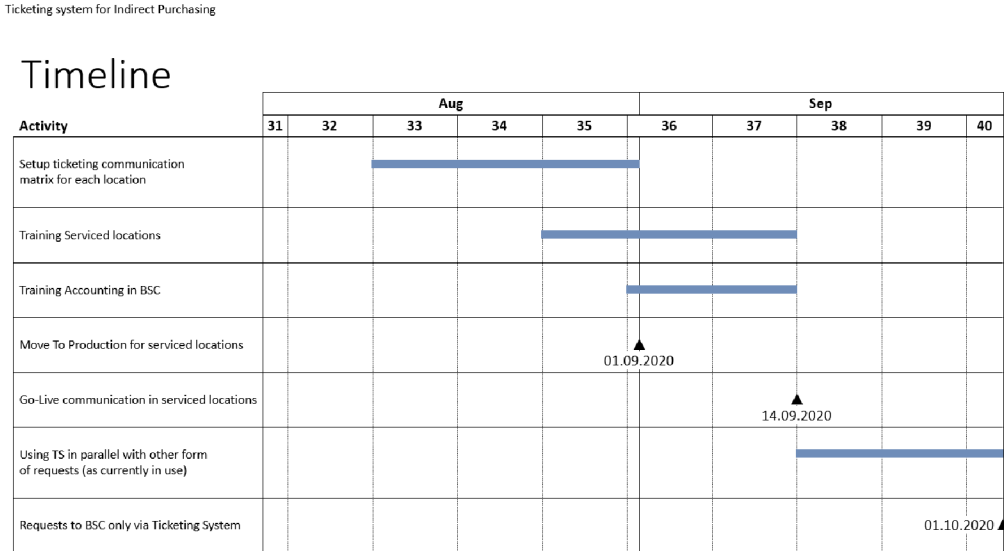 Ticketing system for Indirect Purchasing
Timeline
Aug Sep
Activity 31 32 33 34 35 36 37 38 39 40
Setup ticketing communication
matrix for each location
Training Serviced locations
Training Accounting in BSC
Move To Production for serviced locations
01.09.2020
Go-Live communication in serviced locations
14.09.2020
Using TS in parallel with other form
of requests (as currently in use)
Requests to BSC only via Ticketing System 01.10.2020